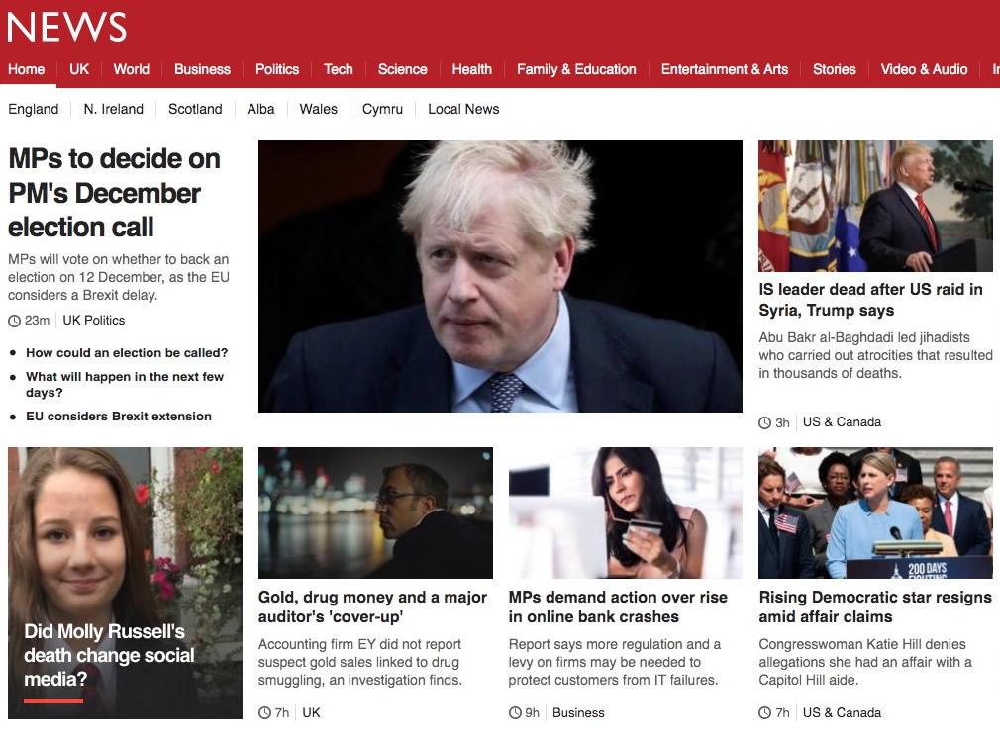 NEWS
Home
UK
World
Business
Politics
Tech
Science
Health
Family & Education
Entertainment & Arts
Stories
Video & Audio
England
N. Ireland
Scotland
Alba
Wales
Cymru
Local News
MPs to decide on
PM's December
election call
MPs will vote on whether to back an
election on 12 December, as the EU
considers a Brexit delay.
23m
UK Politics
How could an election be called?
What will happen in the next few
days?
EU considers Brexit extension
IS leader dead after US raid in
Syria, Trump says
Abu Bakr al-Baghdadi led jihadists
who carried out atrocities that resulted
in thousands of deaths.
3h
US & Canada
Did Molly Russell's
death change social
media?
Gold, drug money and a major
auditor's 'cover-up'
Accounting firm EY did not report
suspect gold sales linked to drug
smuggling, an investigation finds.
7h
UK
MPs demand action over rise
in online bank crashes
Report says more regulation and a
levy on firms may be needed to
protect customers from IT failures.
9h
Business
200 DAYS
Rising Democratic star resigns
amid affair claims
Congresswoman Katie Hill denies
allegations she had an affair with a
Capitol Hill aide.
7h
US & Canada